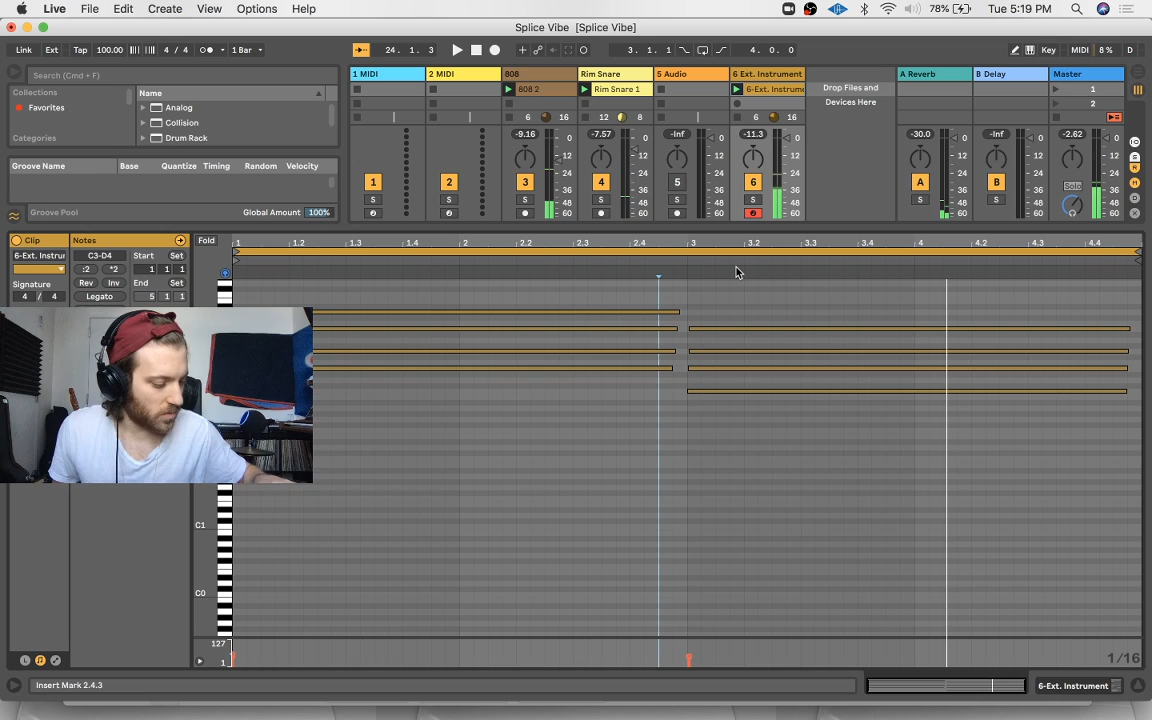 Live File Edit Create View Options Help 78% Tue 5:19 PM
Splice Vibe [Splice Vibe]
Link Ext Tap 100.00 4 / 4 1 Bar 24. 1. 3 3. 1. 1 4. 0. 0 Key MIDI 8 % D
Search (Cmd + F)
Collections
Favorites
Categories
Name
Analog
Collision
Drum Rack
Groove Name Base Quantize Timing Random Velocity
Groove Pool Global Amount 100%
1 MIDI 2 MIDI 808 Rim Snare 5 Audio 6 Ext. Instrument A Reverb B Delay Master
808 2 Rim Snare 1 6-Ext. Instrum Drop Files and 1
Devices Here 2
6 8 12 8 6 8
-9.16 -7.57 -Inf -11.3 -30.0 -Inf -2.62
0 0 0 0 0 0 0
12 12 12 12 12 12 12
24 24 24 24 24 24 24
1 2 3 4 5 6 A B Solo
36 36 36 36 36 36 36
S S S S S S S S
48 48 48 48 48 48 48
60 60 60 60 60 60 60
Clip Notes Fold 1 1.2 1.3 1.4 2 2.2 2.3 2.4 3 3.2 3.3 3.4 4 4.2 4.3 4.4
6-Ext. Instrur C3-D4 Start Set
:2 *2 1 1 1
Signature Rev Inv End Set
4 / 4 Legato 5 1 1
C1
C0
127
1 1/16
Insert Mark 2.4.3 6-Ext. Instrument